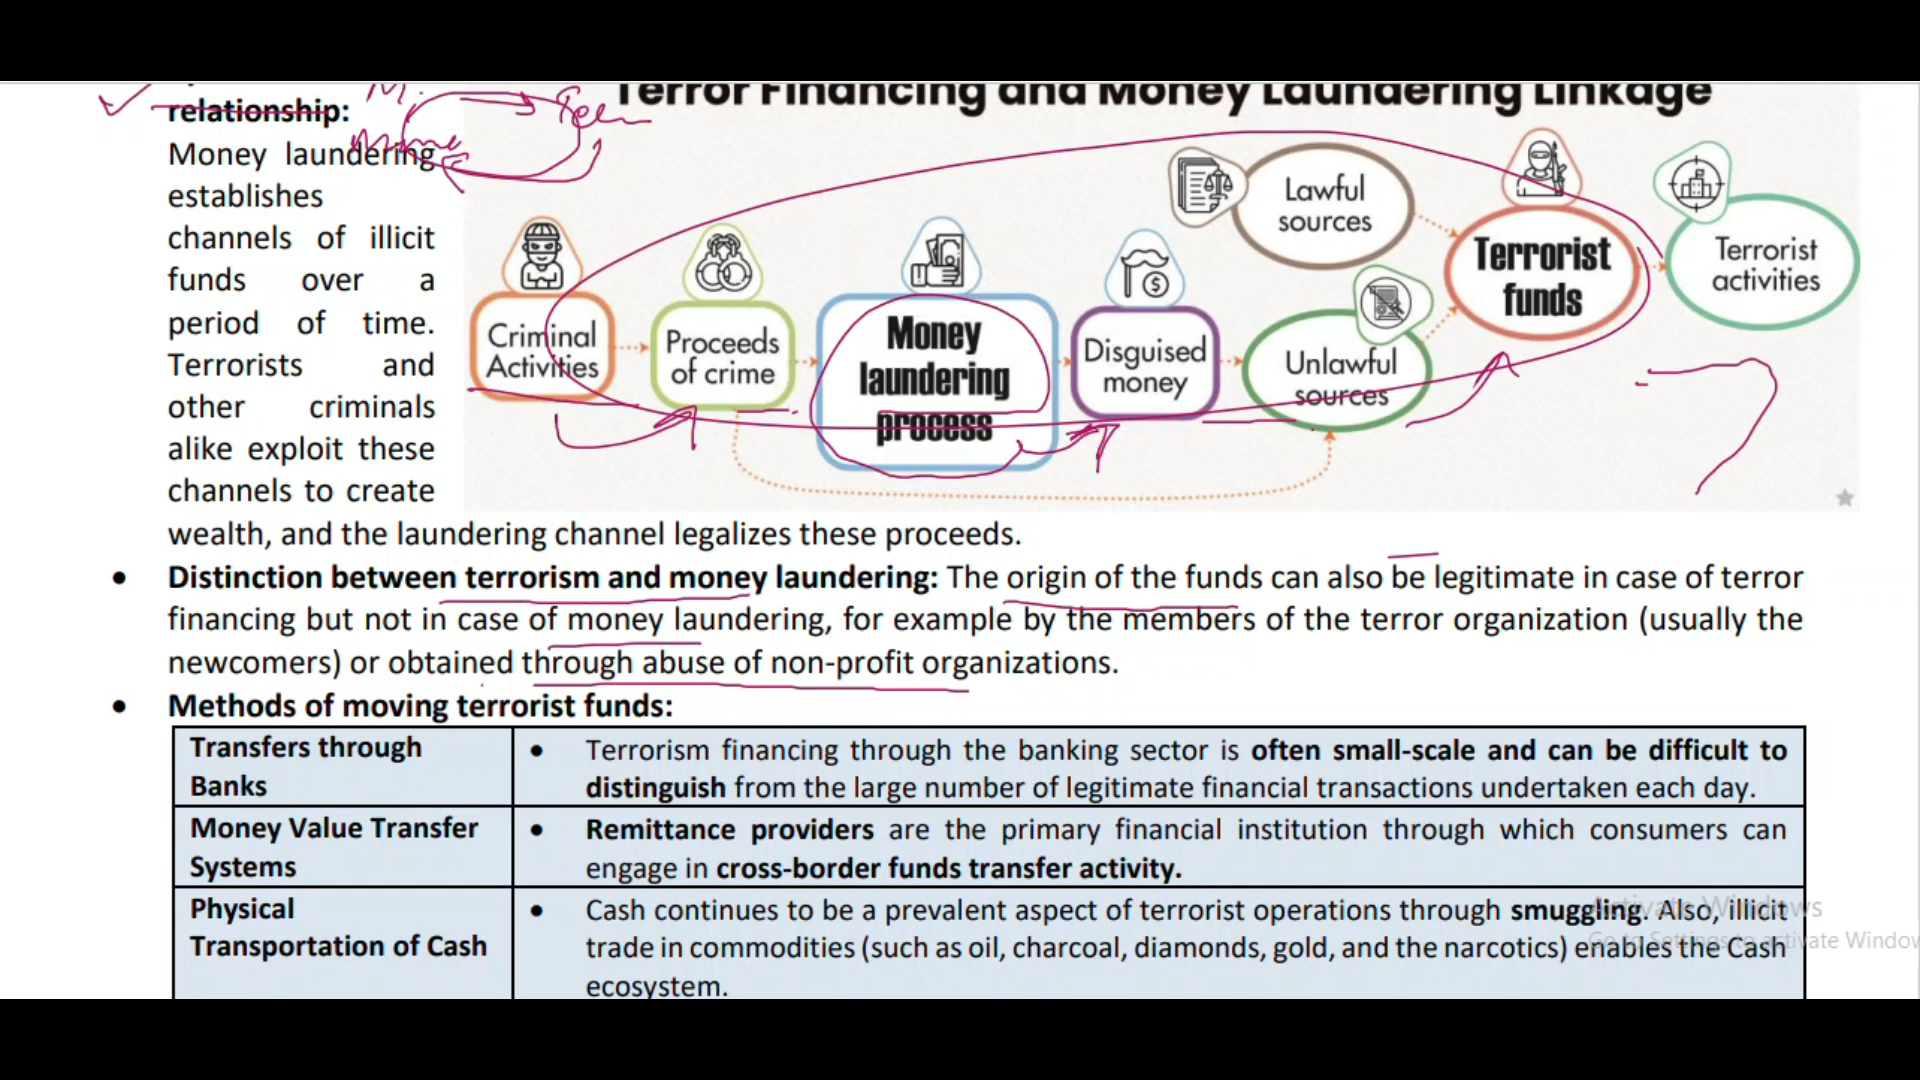 Terror Financing and Money Laundering Linkage
relationship:
Money laundering
establishes
channels of illicit
funds over a
period of time.
Terrorists and
other criminals
alike exploit these
channels to create
wealth, and the laundering channel legalizes these proceeds.
Criminal
Activities
Proceeds
of crime
Money
laundering
process
Disguised
money
Lawful
sources
Unlawful
sources
Terrorist
funds
Terrorist
activities
• Distinction between terrorism and money laundering: The origin of the funds can also be legitimate in case of terror
financing but not in case of money laundering, for example by the members of the terror organization (usually the
newcomers) or obtained through abuse of non-profit organizations.
• Methods of moving terrorist funds:
Transfers through
Banks
• Terrorism financing through the banking sector is often small-scale and can be difficult to
distinguish from the large number of legitimate financial transactions undertaken each day.
Money Value Transfer
Systems
• Remittance providers are the primary financial institution through which consumers can
engage in cross-border funds transfer activity.
Physical
Transportation of Cash
• Cash continues to be a prevalent aspect of terrorist operations through smuggling. Also, illicit
trade in commodities (such as oil, charcoal, diamonds, gold, and the narcotics) enables the Cash
ecosystem.
Activate Windows
Go to Settings to activate Window